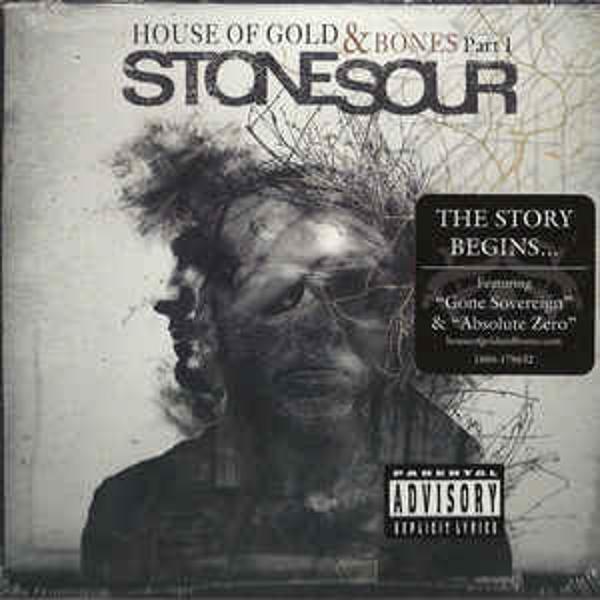 HOUSE OF GOLD & BONES Part 1
STONESOUR
THE STORY
BEGINS...
Featuring
"Gone Sovereign"
& "Absolute Zero"
PARENTAL
ADVISORY
EXPLICIT LYRICS